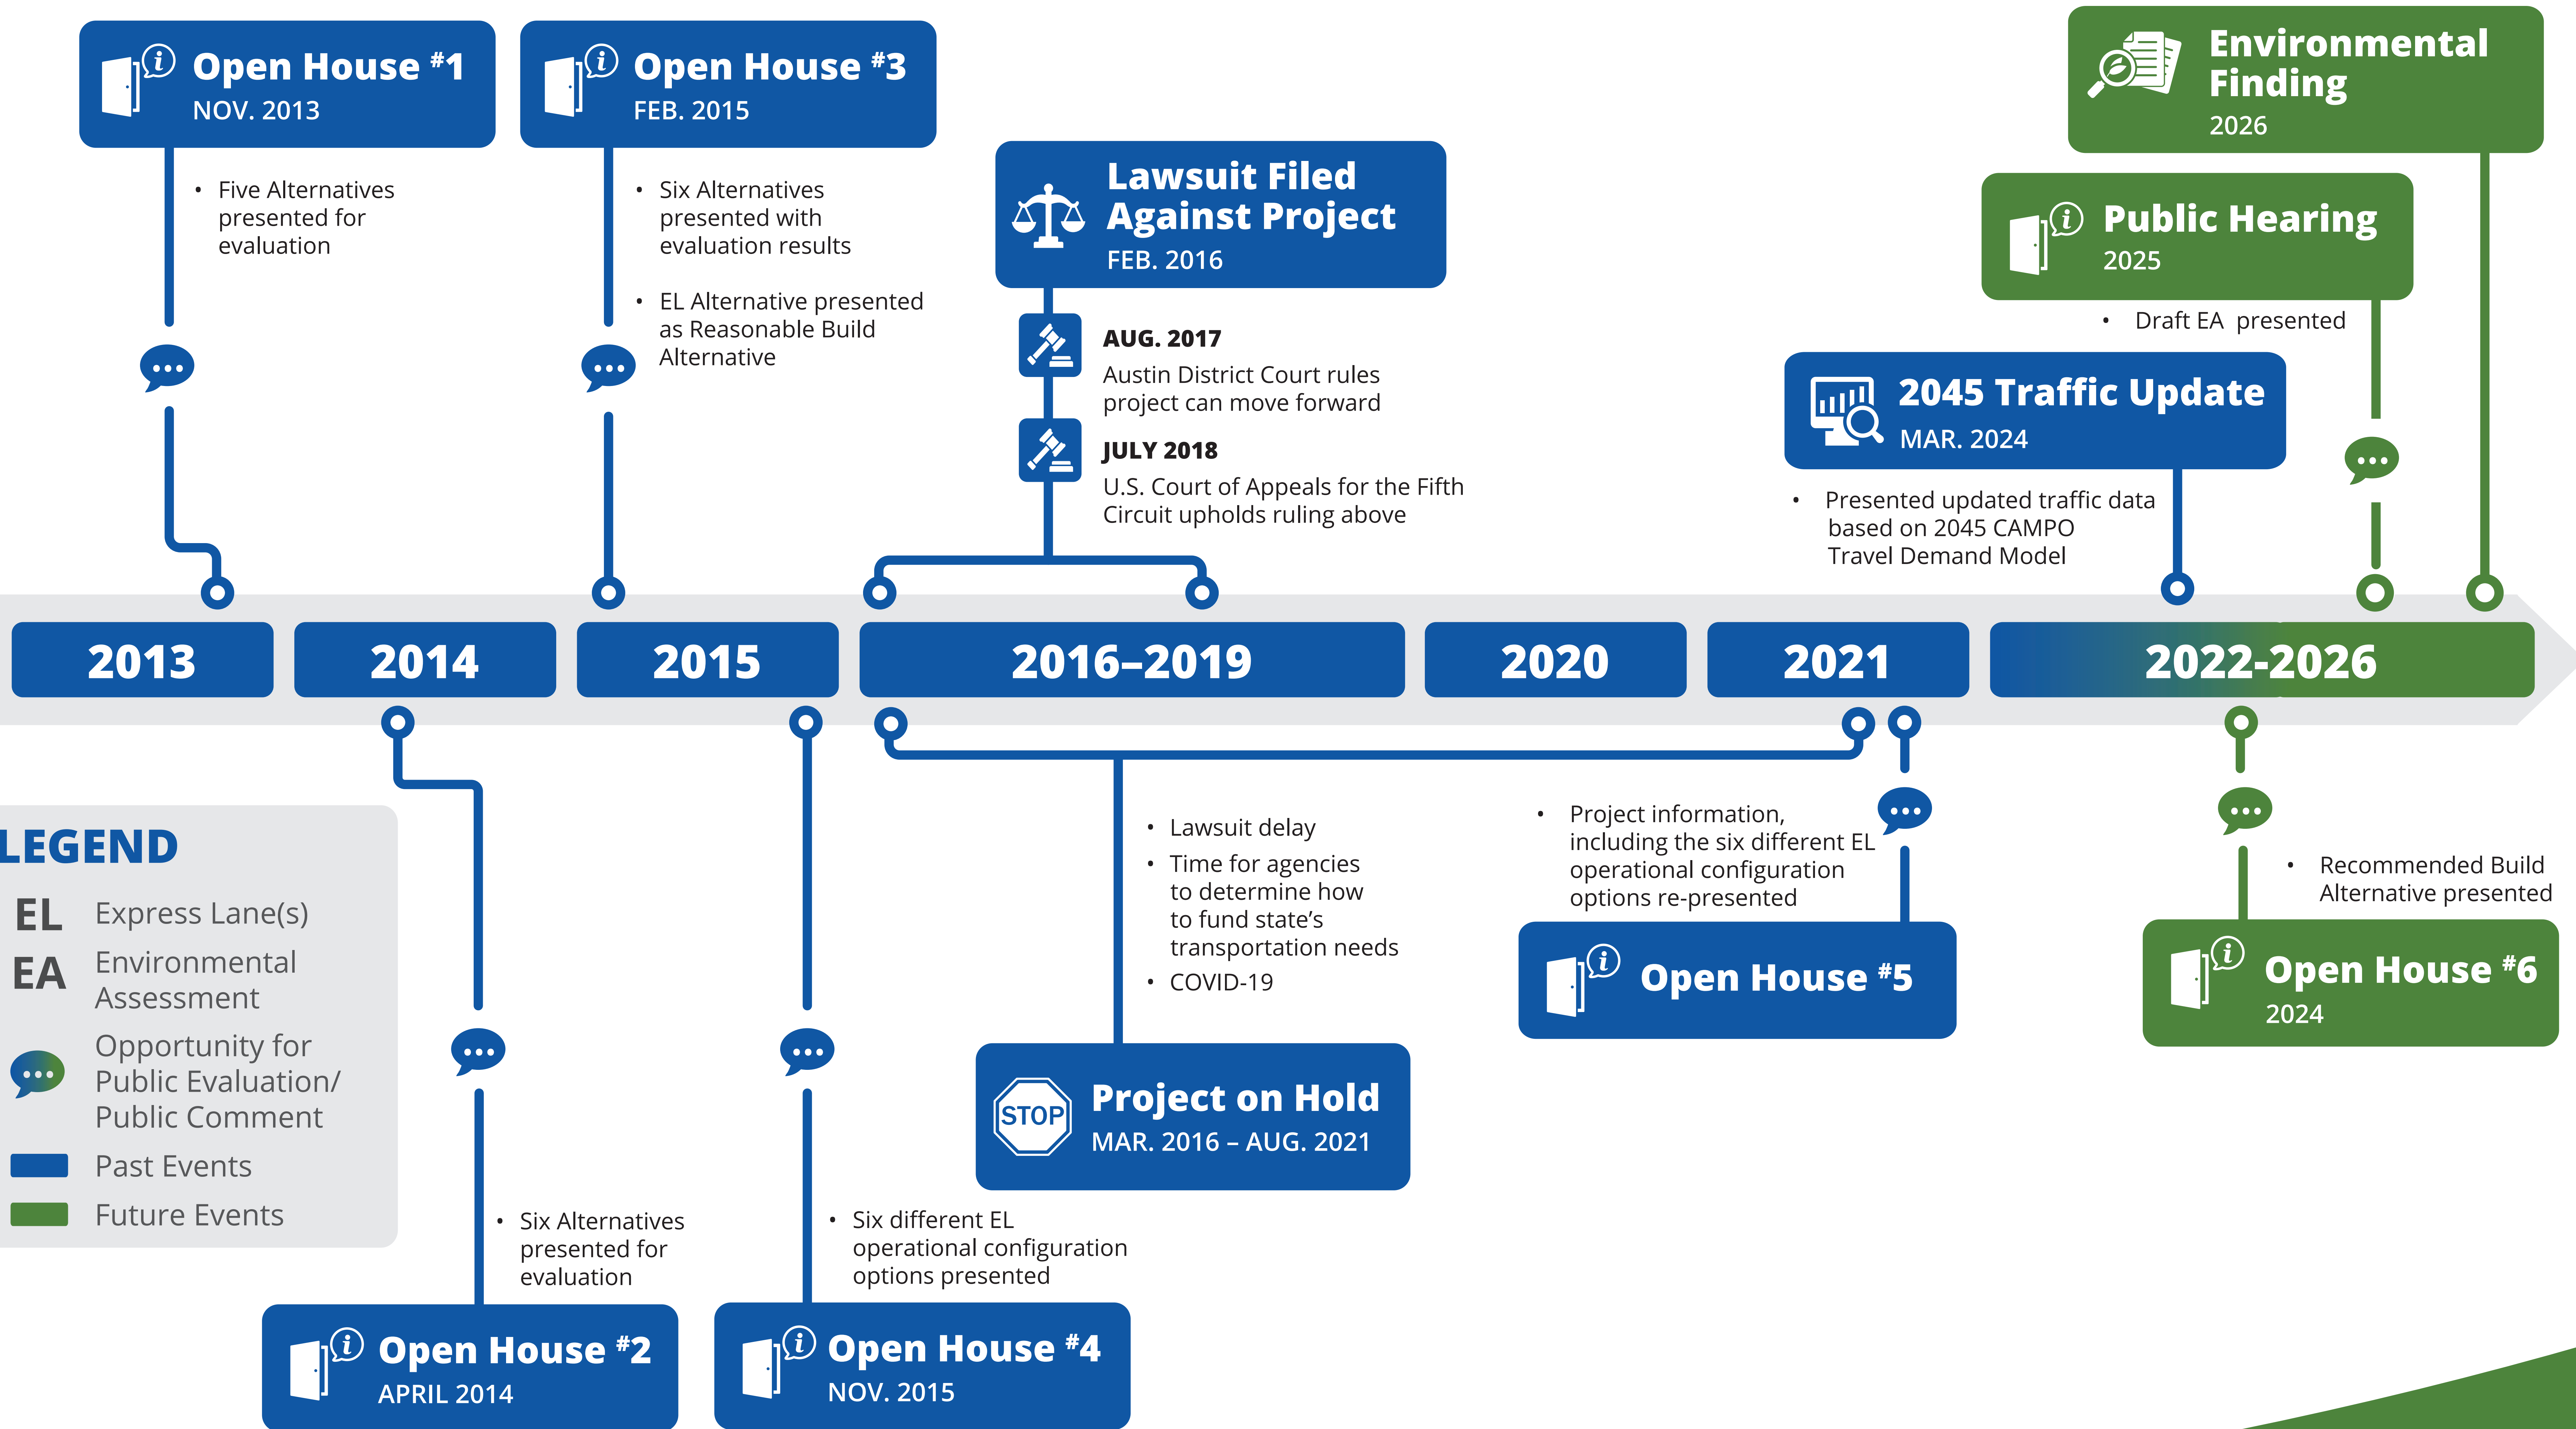 Open House #1
NOV. 2013
• Five Alternatives
presented for
evaluation
Open House #3
FEB. 2015
• Six Alternatives
presented with
evaluation results
• EL Alternative presented
as Reasonable Build
Alternative
Lawsuit Filed
Against Project
FEB. 2016
AUG. 2017
Austin District Court rules
project can move forward
JULY 2018
U.S. Court of Appeals for the Fifth
Circuit upholds ruling above
Environmental
Finding
2026
Public Hearing
2025
• Draft EA presented
2045 Traffic Update
MAR. 2024
• Presented updated traffic data
based on 2045 CAMPO
Travel Demand Model
2013
2014
2015
2016–2019
2020
2021
2022-2026
LEGEND
EL Express Lane(s)
EA Environmental
Assessment
Opportunity for
Public Evaluation/
Public Comment
Past Events
Future Events
• Six Alternatives
presented for
evaluation
Open House #2
APRIL 2014
• Six different EL
operational configuration
options presented
Open House #4
NOV. 2015
• Lawsuit delay
• Time for agencies
to determine how
to fund state’s
transportation needs
• COVID-19
STOP
Project on Hold
MAR. 2016 – AUG. 2021
• Project information,
including the six different EL
operational configuration
options re-presented
Open House #5
• Recommended Build
Alternative presented
Open House #6
2024